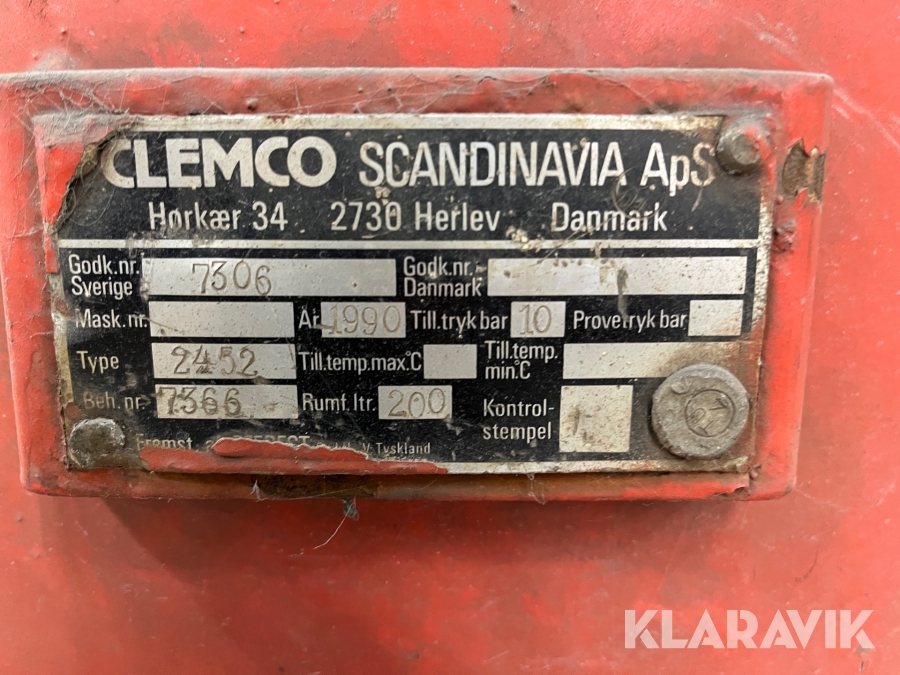 CLEMCO SCANDINAVIA ApS
Hørkær 34 2730 Herlev Danmark
Godk.nr. Sverige 7306 Godk.nr. Danmark
Mask.nr. År 1990 Till.tryk bar 10 Prøvetryk bar
Type 2452 Till.temp.max.°C Till.temp. min.°C
Beh.nr. 7366 Rumf.ltr. 200 Kontrol-
stempel
Fremst. V. Tyskland
KLARAVIK